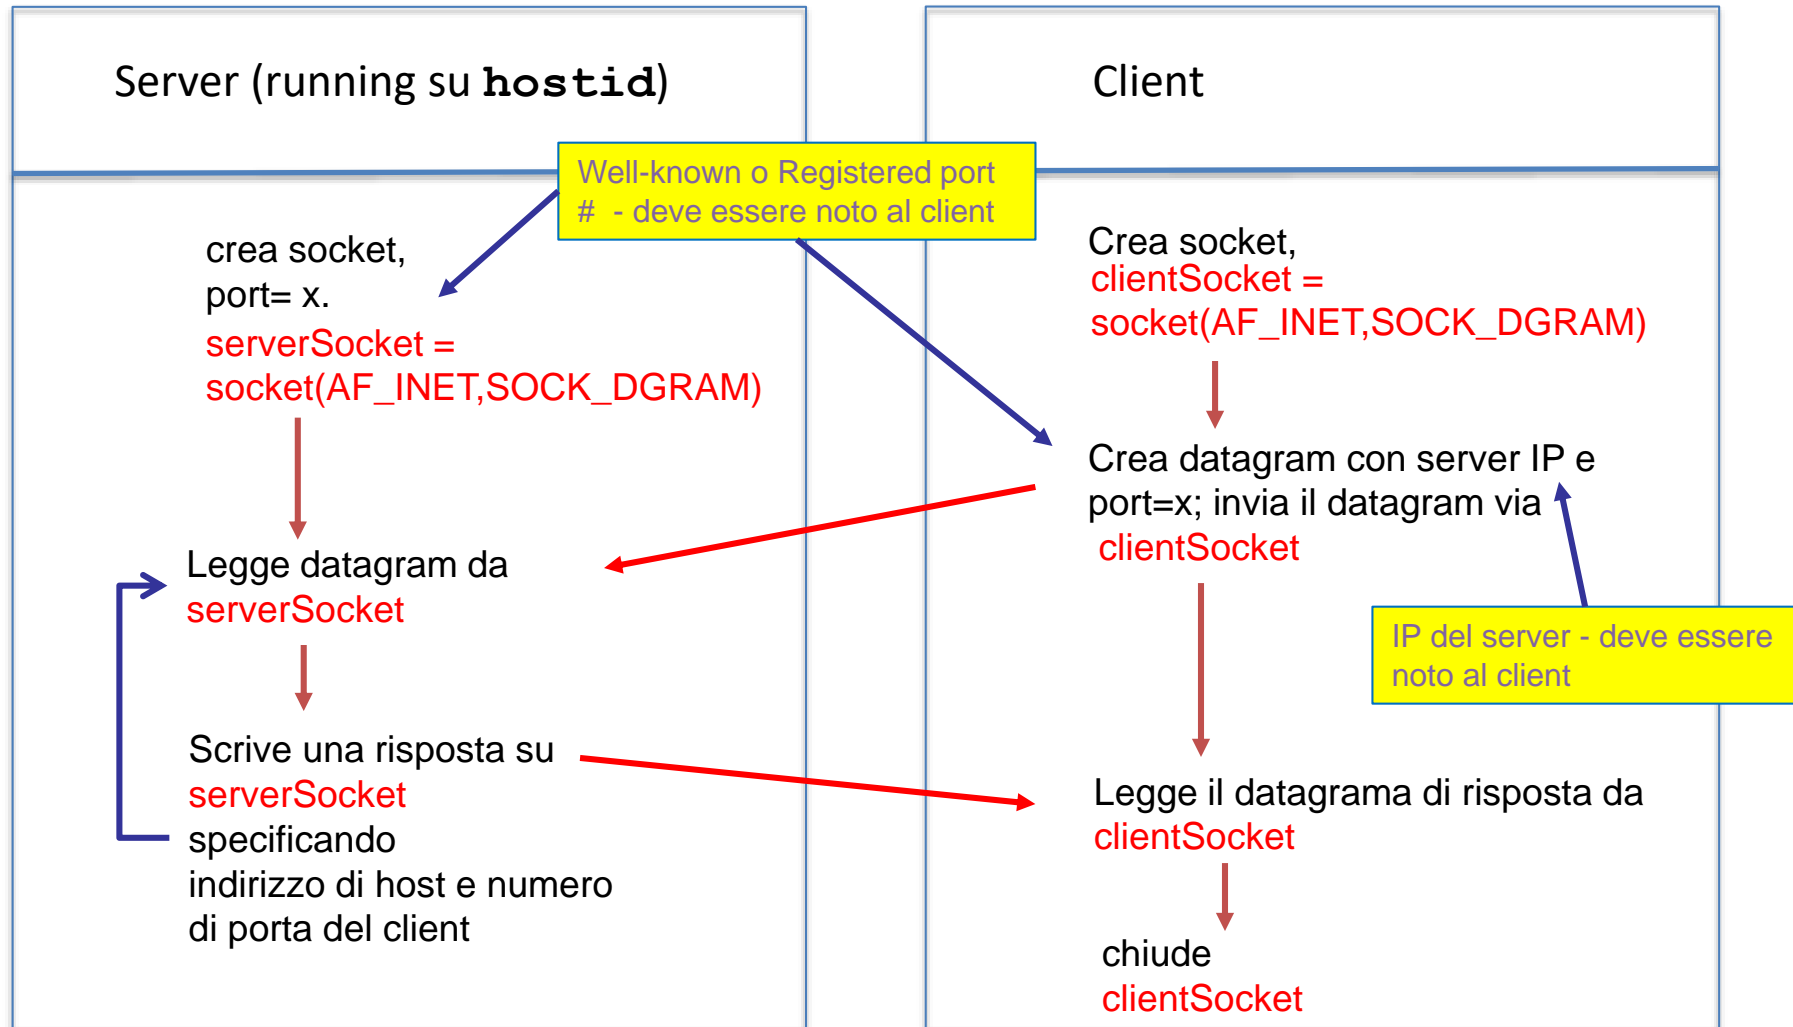 Server (running su hostid)
Client
Well-known o Registered port
# - deve essere noto al client
crea socket,
port= x.
serverSocket =
socket(AF_INET,SOCK_DGRAM)
Legge datagram da
serverSocket
Scrive una risposta su
serverSocket
specificando
indirizzo di host e numero
di porta del client
Crea socket,
clientSocket =
socket(AF_INET,SOCK_DGRAM)
Crea datagram con server IP e
port=x; invia il datagram via
clientSocket
IP del server - deve essere
noto al client
Legge il datagrama di risposta da
clientSocket
chiude
clientSocket